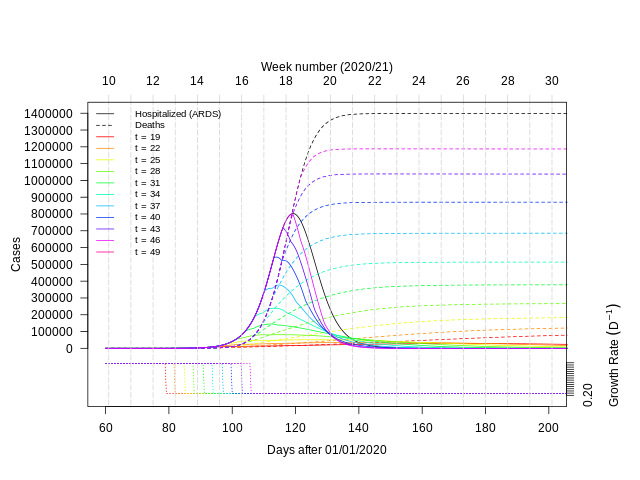 Week number (2020/21)
10 12 14 16 18 20 22 24 26 28 30
1400000
1300000
1200000
1100000
1000000
900000
800000
700000
600000
500000
400000
300000
200000
100000
0
Cases
Hospitalized (ARDS)
Deaths
t = 19
t = 22
t = 25
t = 28
t = 31
t = 34
t = 37
t = 40
t = 43
t = 46
t = 49
0.20
Growth Rate (D⁻¹)
60 80 100 120 140 160 180 200
Days after 01/01/2020